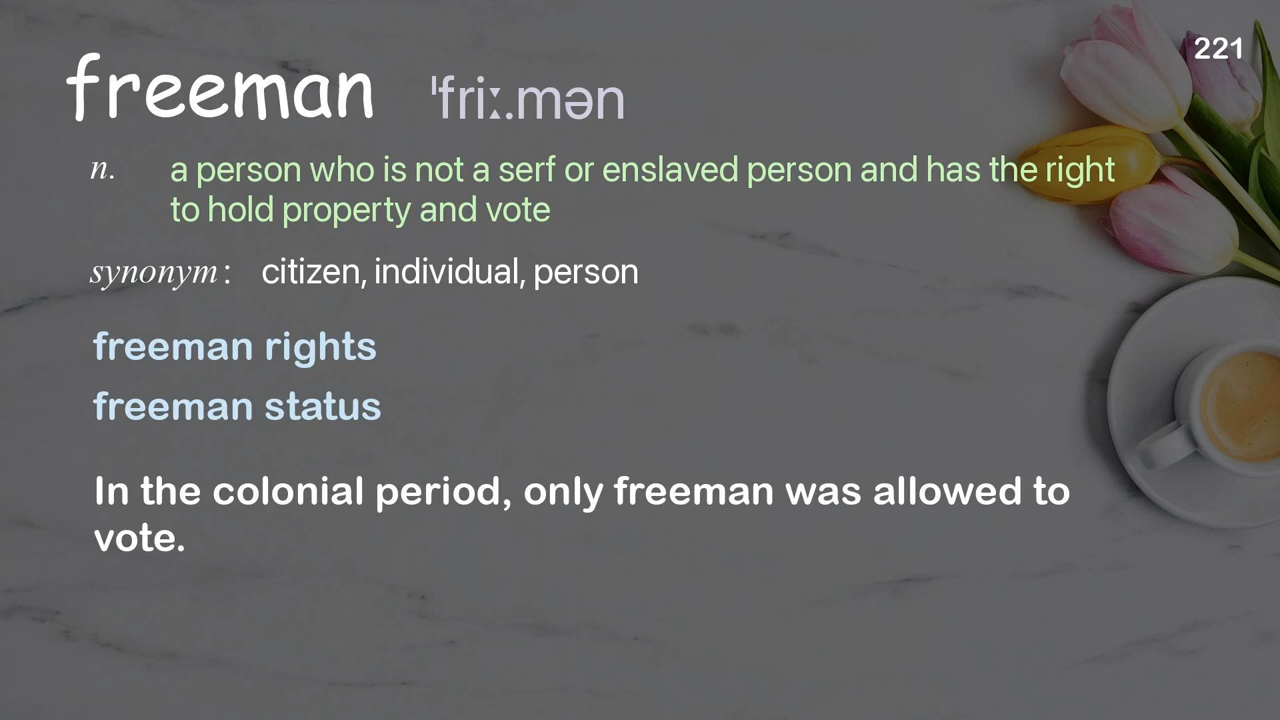 221
freeman ˈfriː.mən
n. a person who is not a serf or enslaved person and has the right
to hold property and vote
synonym: citizen, individual, person
freeman rights
freeman status
In the colonial period, only freeman was allowed to
vote.